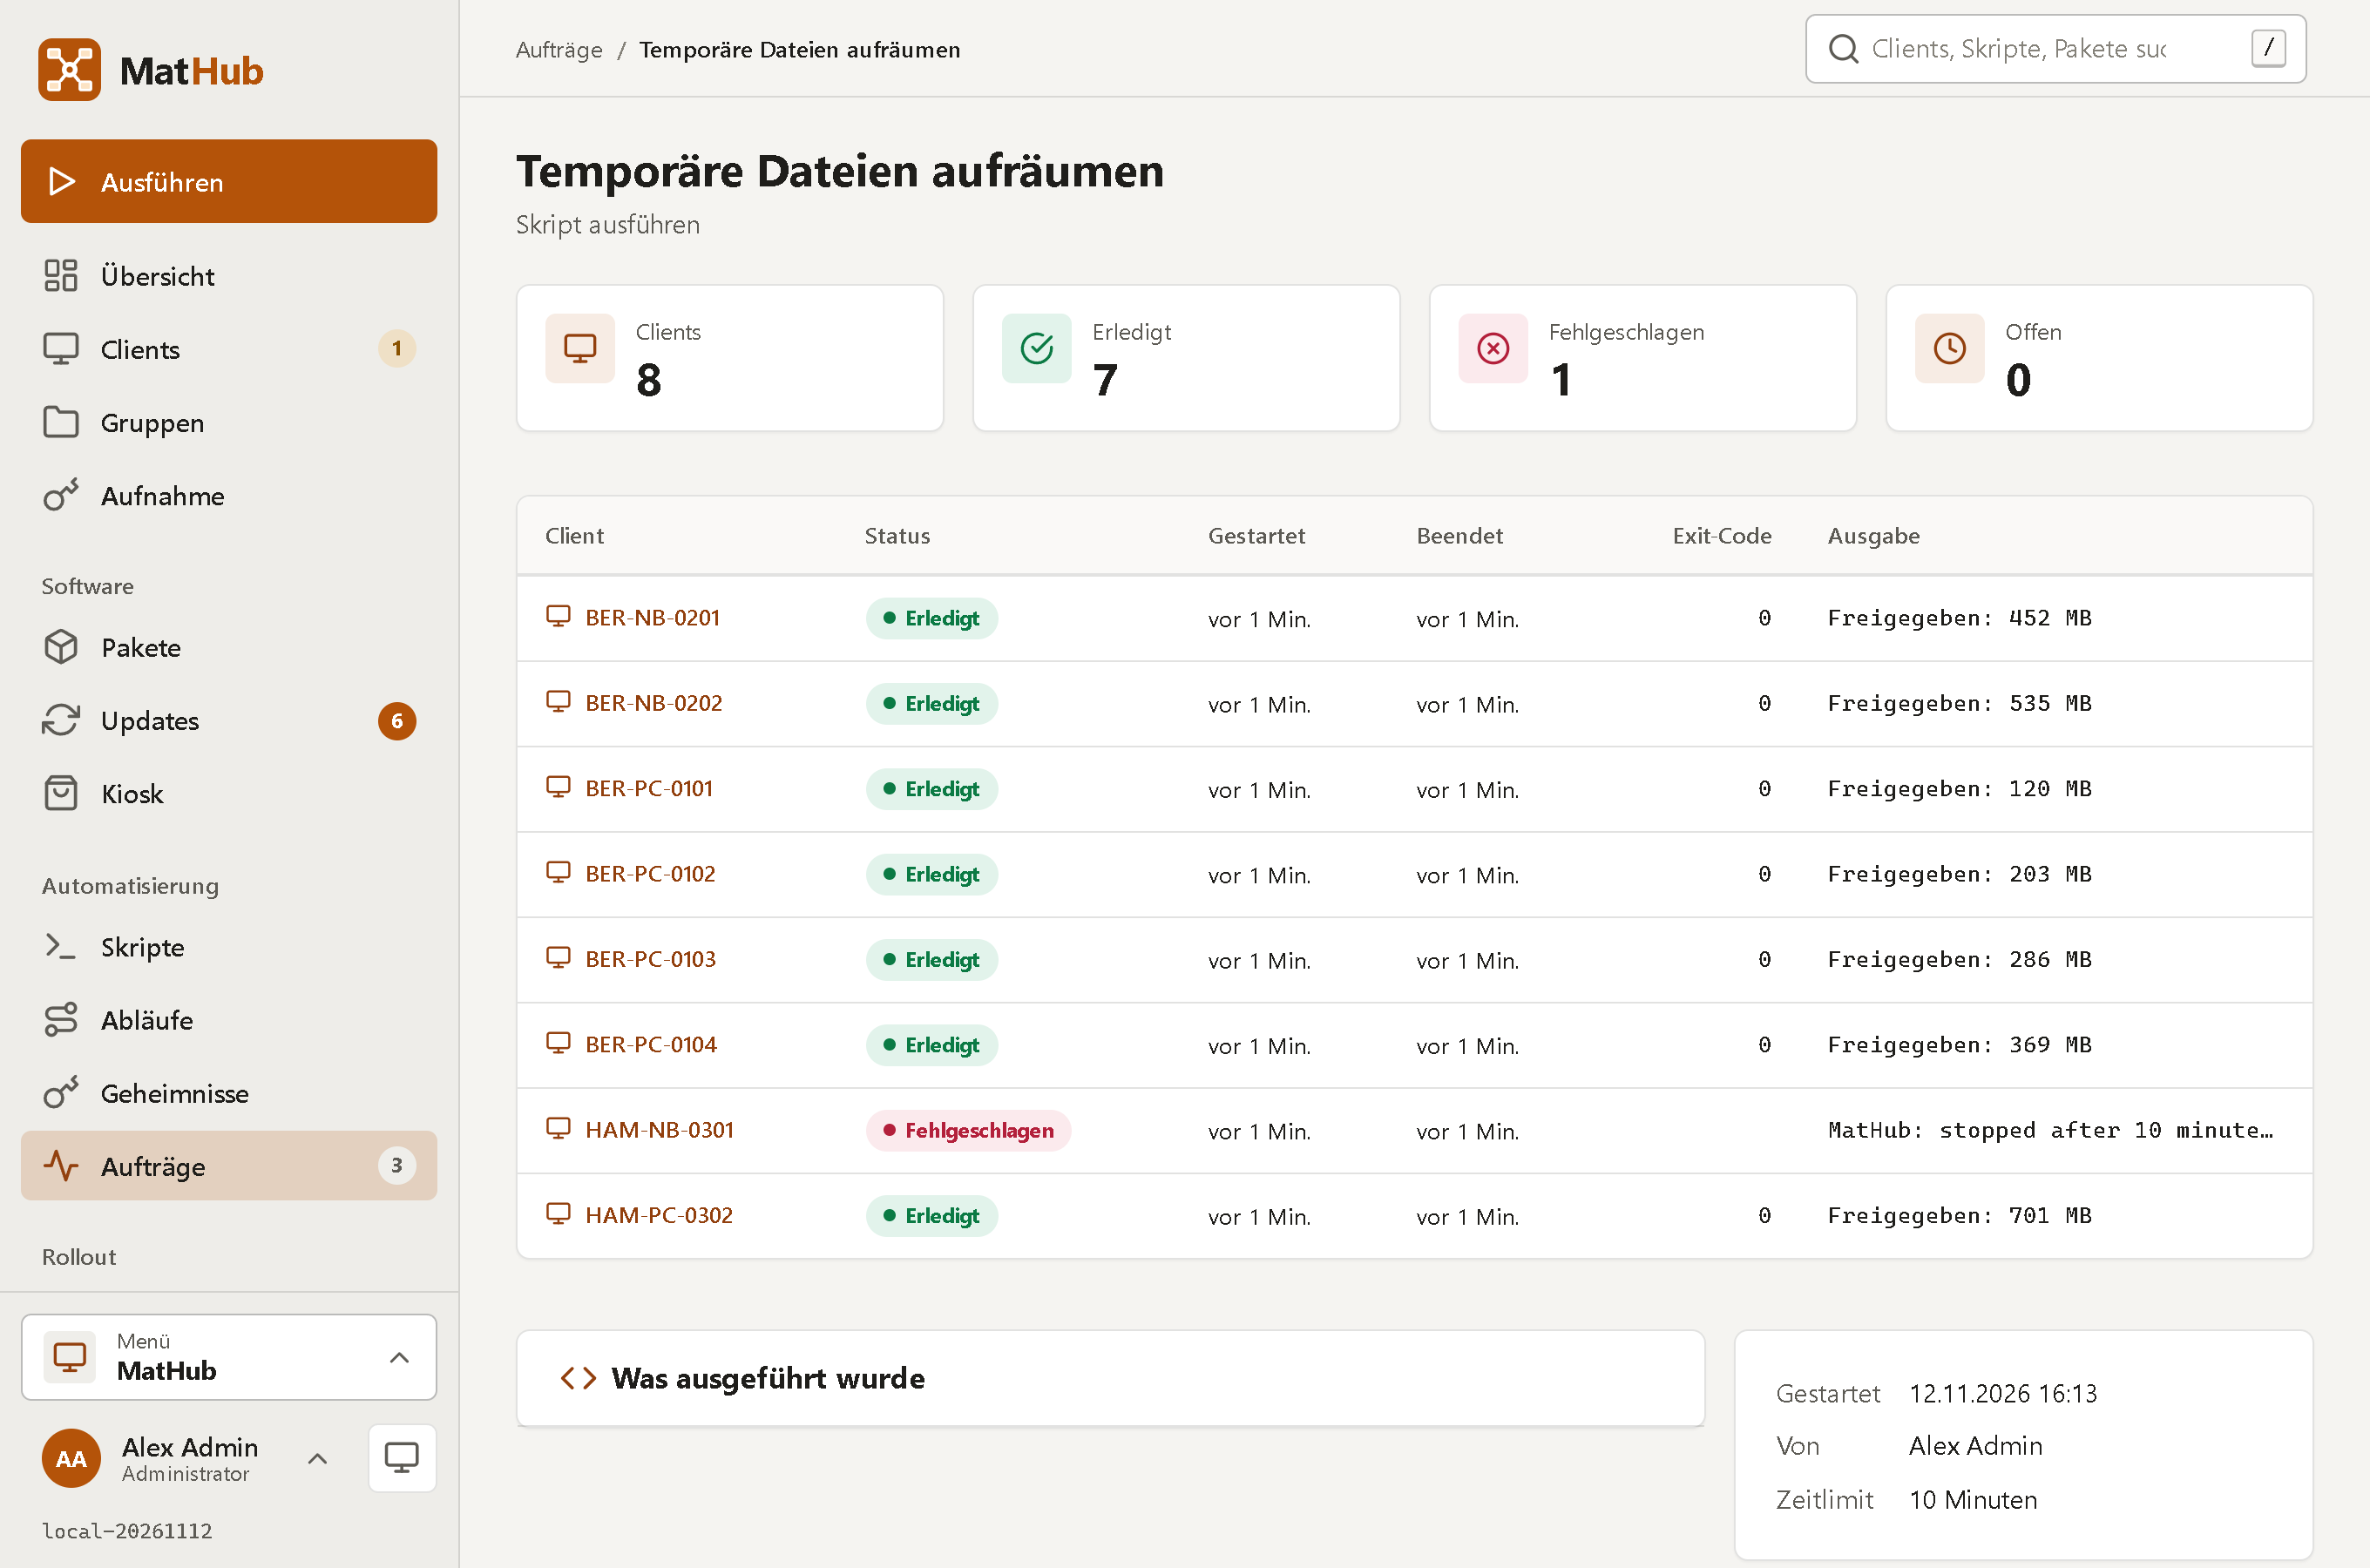 MatHub
Ausführen
Übersicht
Clients 1
Gruppen
Aufnahme
Software
Pakete
Updates 6
Kiosk
Automatisierung
Skripte
Abläufe
Geheimnisse
Aufträge 3
Rollout
Menü
MatHub
AA Alex Admin
Administrator
local-20261112
Aufträge / Temporäre Dateien aufräumen
Clients, Skripte, Pakete suc /
Temporäre Dateien aufräumen
Skript ausführen
Clients
8
Erledigt
7
Fehlgeschlagen
1
Offen
0
Client Status Gestartet Beendet Exit-Code Ausgabe
BER-NB-0201 Erledigt vor 1 Min. vor 1 Min. 0 Freigegeben: 452 MB
BER-NB-0202 Erledigt vor 1 Min. vor 1 Min. 0 Freigegeben: 535 MB
BER-PC-0101 Erledigt vor 1 Min. vor 1 Min. 0 Freigegeben: 120 MB
BER-PC-0102 Erledigt vor 1 Min. vor 1 Min. 0 Freigegeben: 203 MB
BER-PC-0103 Erledigt vor 1 Min. vor 1 Min. 0 Freigegeben: 286 MB
BER-PC-0104 Erledigt vor 1 Min. vor 1 Min. 0 Freigegeben: 369 MB
HAM-NB-0301 Fehlgeschlagen vor 1 Min. vor 1 Min. MatHub: stopped after 10 minute…
HAM-PC-0302 Erledigt vor 1 Min. vor 1 Min. 0 Freigegeben: 701 MB
Was ausgeführt wurde
Gestartet 12.11.2026 16:13
Von Alex Admin
Zeitlimit 10 Minuten